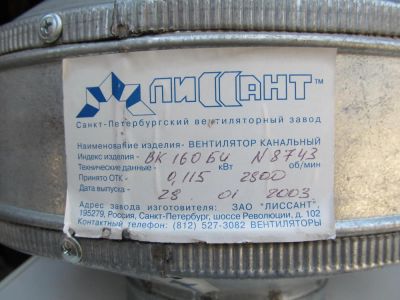 ЛИССАНТ™
Санкт-Петербургский вентиляторный завод
Наименование изделия- ВЕНТИЛЯТОР КАНАЛЬНЫЙ
Индекс изделия - ВК 160 БИ N 8743
Технические данные - кВт об/мин
Принято ОТК - 0,115 2800
Дата выпуска - 28. 01 2003
Адрес завода изготовителя: ЗАО "ЛИССАНТ",
195279, Россия, Санкт-Петербург, шоссе Революции, д. 102
Контактный телефон: (812) 527-3082 ВЕНТИЛЯТОРЫ